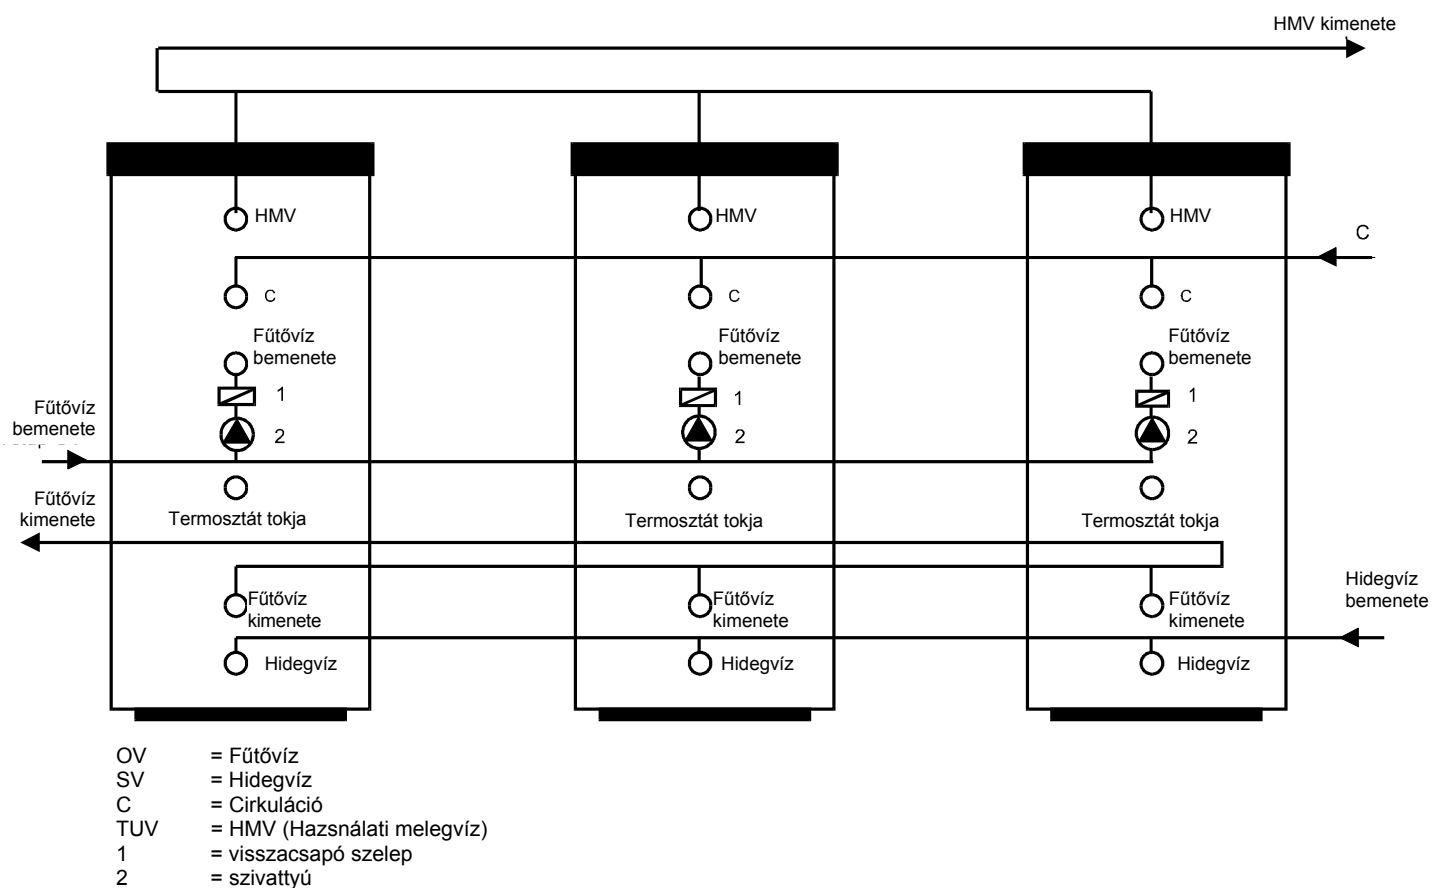 HMV kimenete
HMV
HMV
HMV
C
C
C
C
Fűtővíz
bemenete
Fűtővíz
bemenete
Fűtővíz
bemenete
1
1
1
Fűtővíz
bemenete
2
2
2
Fűtővíz
kimenete
Termosztát tokja
Termosztát tokja
Termosztát tokja
Hidegvíz
bemenete
Fűtővíz
kimenete
Fűtővíz
kimenete
Fűtővíz
kimenete
Hidegvíz
Hidegvíz
Hidegvíz
OV = Fűtővíz
SV = Hidegvíz
C = Cirkuláció
TUV = HMV (Hazsnálati melegvíz)
1 = visszacsapó szelep
2 = szivattyú